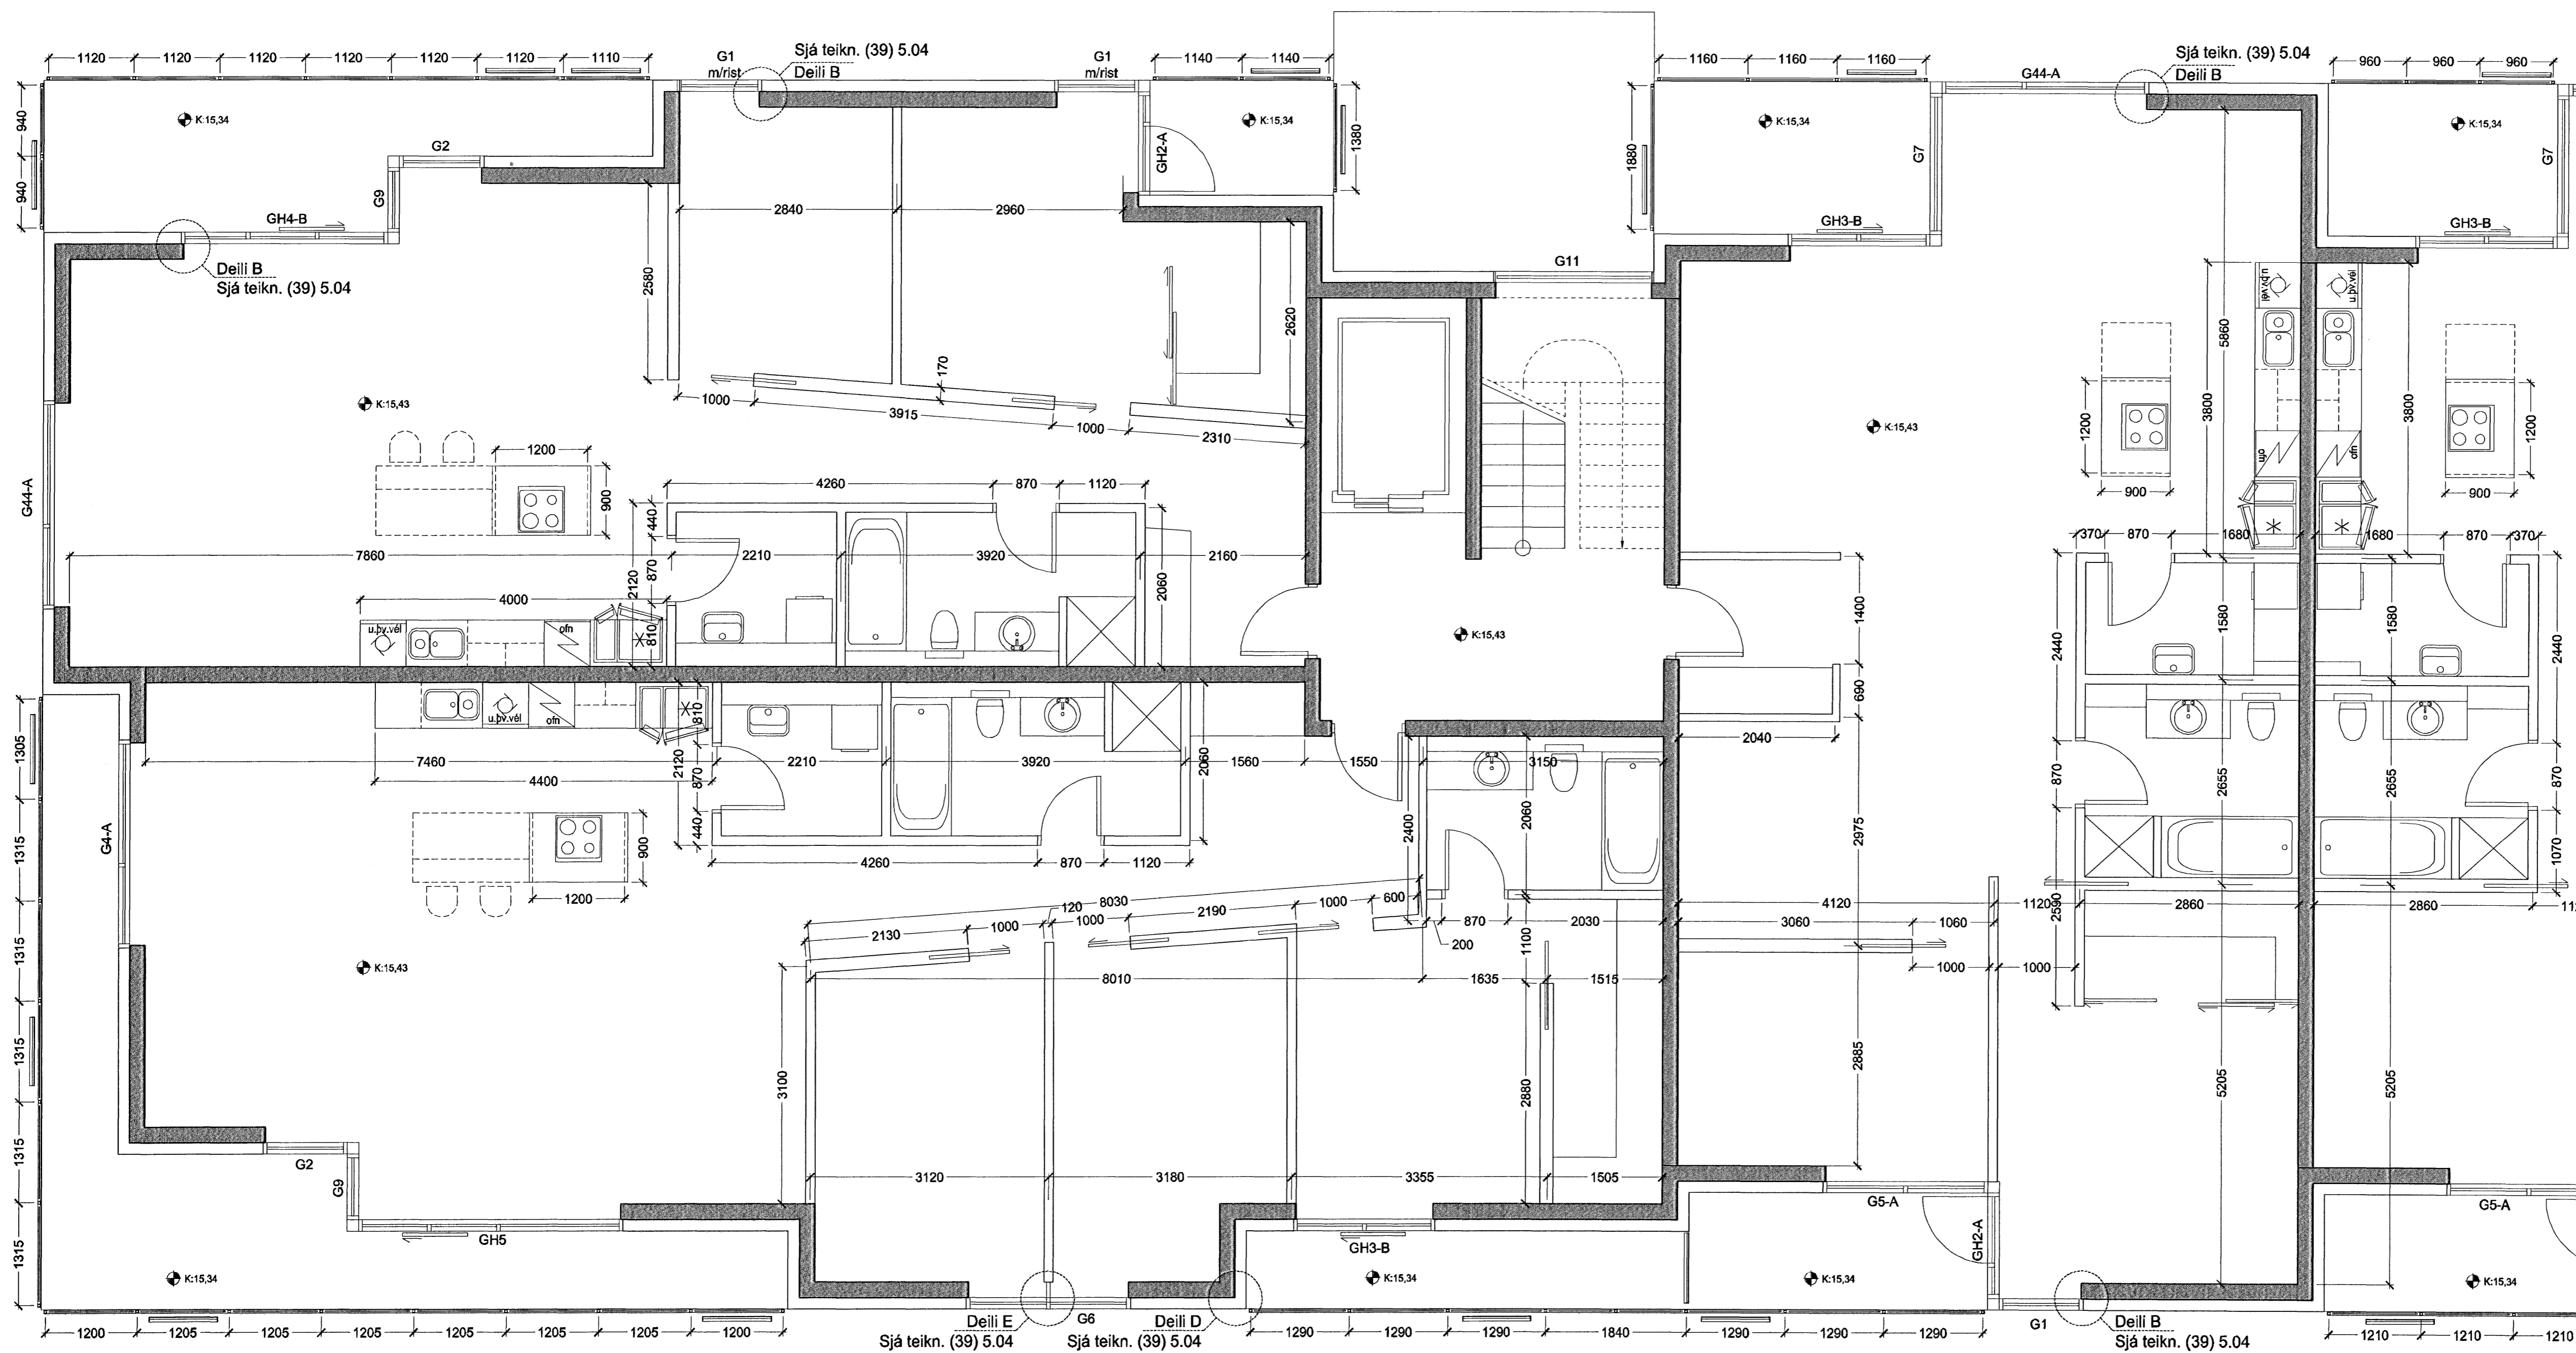 1120 1120 1120 1120 1120 1120 1110
G1
m/rist
Sjá teikn. (39) 5.04
Deili B
G1
m/rist
1140 1140
1160 1160 1160
G44-A
Sjá teikn. (39) 5.04
Deili B
960 960 960
940
940
K:15,34
G2
G9
GH4-B
Deili B
Sjá teikn. (39) 5.04
GH2-A
K:15,34
1380
1880
K:15,34
G7
GH3-B
K:15,34
G7
GH3-B
G11
2840 2960
2580
2620
170
1000 3915 1000 2310
K:15,43
G44-A
1200
900
4260 870 1120
440
870
810
2120
7860 2210 3920 2160
2060
4000
u.þv.vél
ofn
K:15,43
K:15,43
5860
3800
3800
u.þv.vél
u.þv.vél
ofn
ofn
1200
900
1200
900
370 870 1680
1680 870 370
1400
690
2040
2440
870
2590
1580
2655
5205
1580
2655
5205
2440
870
1070
1305
1315
1315
1315
1315
1315
G4-A
u.þv.vél
ofn
810
870
440
2120
7460 2210 3920 1560 1550 3150
4400
2060
4260 870 1120
900
1200
2400
2060
2975
8030
120
2130 1000 1000 2190 1000 600
870 2030
200
1100
K:15,43
8010 1635 1515
4120 1120 2860
2860
3060 1060
1000 1000
3100
2880
2885
3120 3180 3355 1505
G2
G9
GH5
K:15,34
GH3-B
K:15,34
G5-A
GH2-A
K:15,34
G5-A
K:15,34
1200 1205 1205 1205 1205 1205 1205 1200
Deili E
Sjá teikn. (39) 5.04
G6
Deili D
Sjá teikn. (39) 5.04
1290 1290 1290 1840 1290 1290 1290
G1
Deili B
Sjá teikn. (39) 5.04
1210 1210 1210